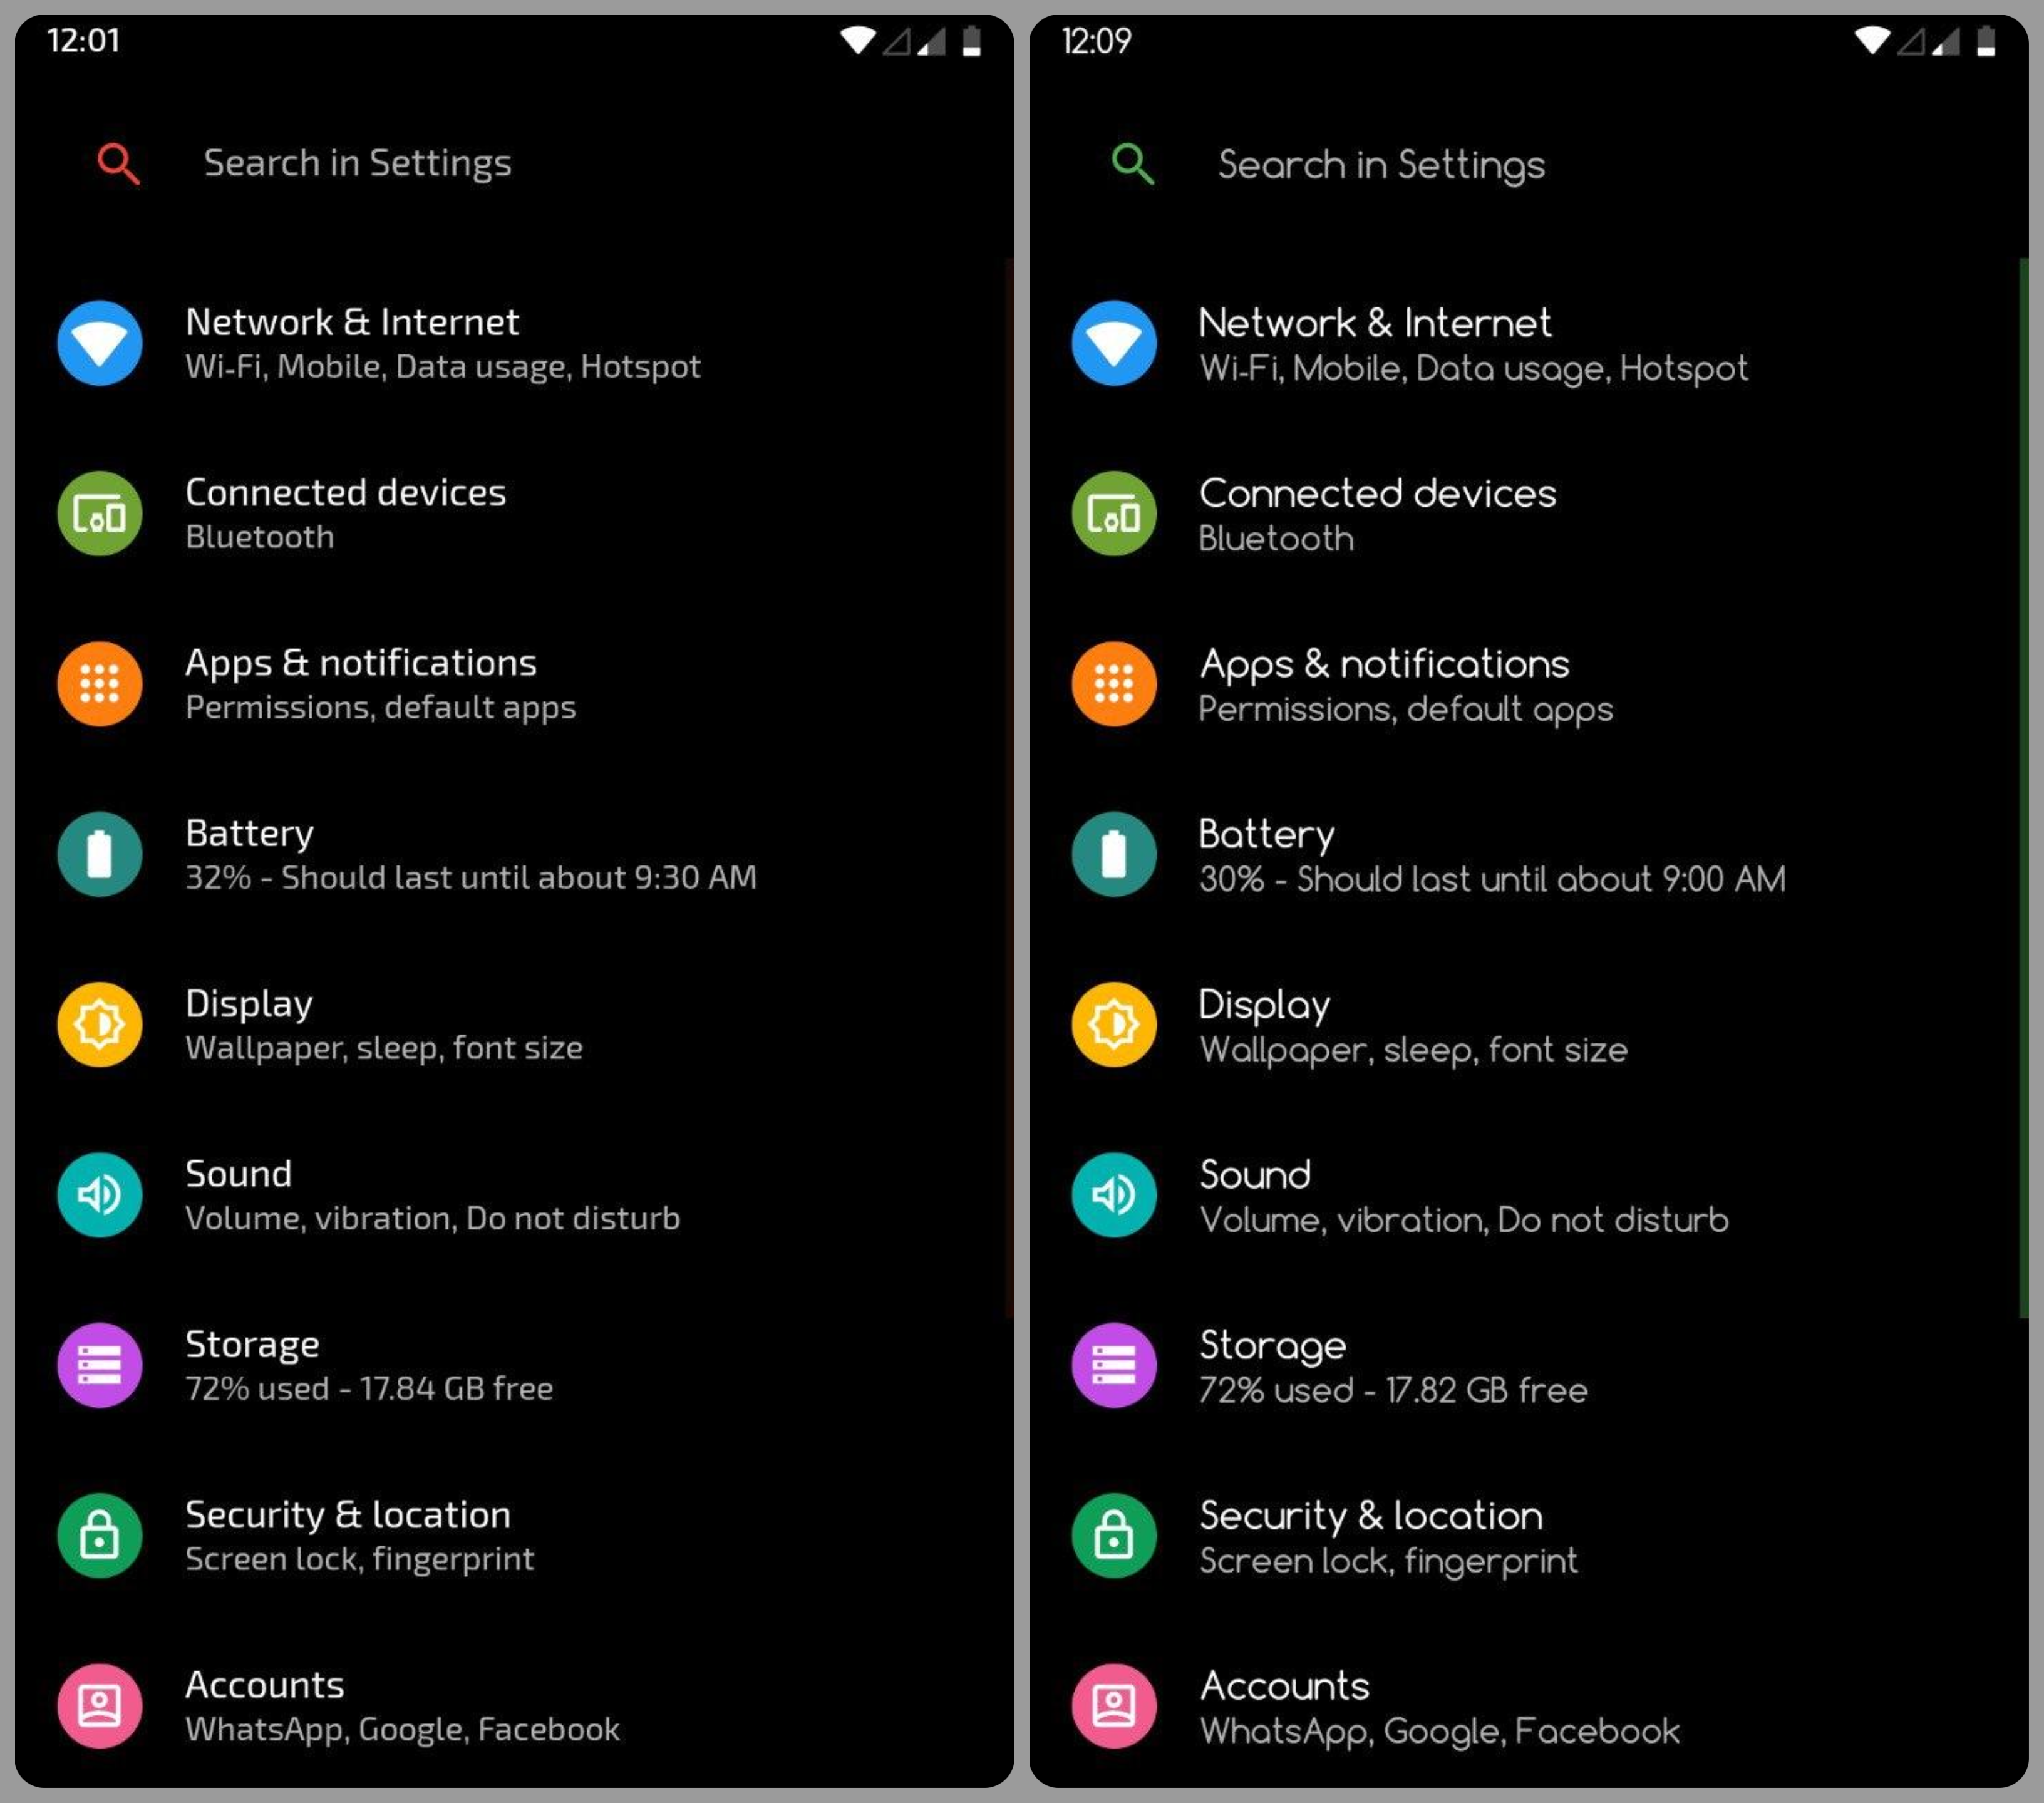 12:01
Search in Settings
Network & Internet
Wi-Fi, Mobile, Data usage, Hotspot
Connected devices
Bluetooth
Apps & notifications
Permissions, default apps
Battery
32% - Should last until about 9:30 AM
Display
Wallpaper, sleep, font size
Sound
Volume, vibration, Do not disturb
Storage
72% used - 17.84 GB free
Security & location
Screen lock, fingerprint
Accounts
WhatsApp, Google, Facebook
12:09
Search in Settings
Network & Internet
Wi-Fi, Mobile, Data usage, Hotspot
Connected devices
Bluetooth
Apps & notifications
Permissions, default apps
Battery
30% - Should last until about 9:00 AM
Display
Wallpaper, sleep, font size
Sound
Volume, vibration, Do not disturb
Storage
72% used - 17.82 GB free
Security & location
Screen lock, fingerprint
Accounts
WhatsApp, Google, Facebook